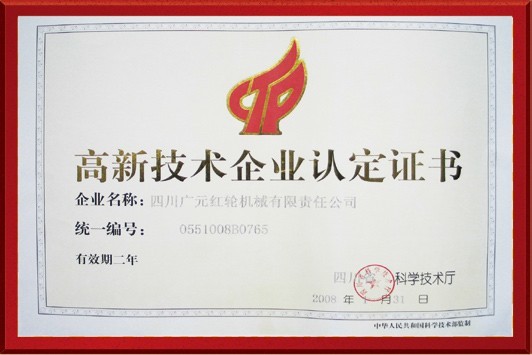 高新技术企业认定证书
企业名称：四川广元红轮机械有限责任公司
统一编号： 0551008B0765
有效期二年
四川 科学技术厅
2008 年 月 31 日
中华人民共和国科学技术部监制